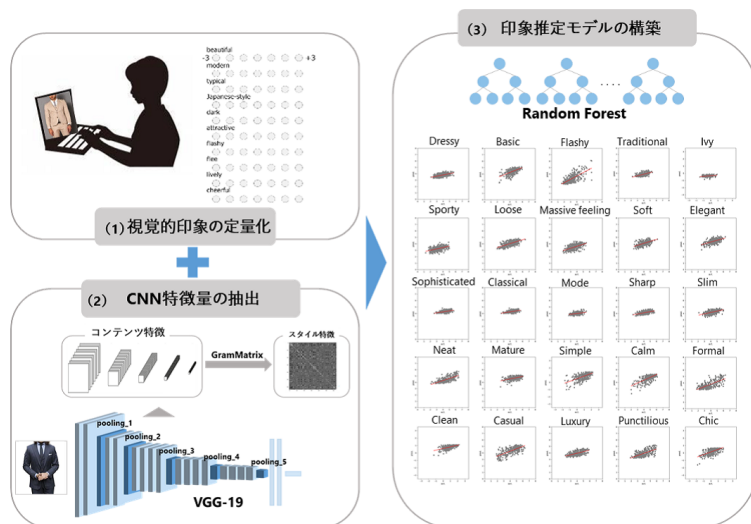 beautiful
-3 +3
modern
typical
Japanese-style
dark
attractive
flashy
flee
lively
cheerful
(1) 視覚的印象の定量化
(2) CNN特徴量の抽出
コンテンツ特徴
GramMatrix
スタイル特徴
pooling_1
pooling_2
pooling_3
pooling_4
pooling_5
VGG-19
(3) 印象推定モデルの構築
Random Forest
Dressy Basic Flashy Traditional Ivy
Sporty Loose Massive feeling Soft Elegant
Sophisticated Classical Mode Sharp Slim
Neat Mature Simple Calm Formal
Clean Casual Luxury Punctilious Chic